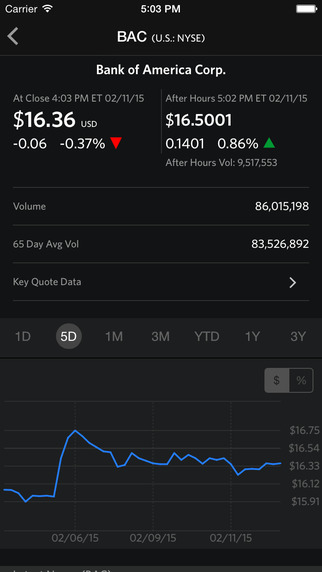 Carrier 5:03 PM
BAC (U.S.: NYSE)
Bank of America Corp.
At Close 4:03 PM ET 02/11/15
$16.36 USD
-0.06 -0.37%
After Hours 5:02 PM ET 02/11/15
$16.5001
0.1401 0.86%
After Hours Vol: 9,517,553
Volume 86,015,198
65 Day Avg Vol 83,526,892
Key Quote Data
1D 5D 1M 3M YTD 1Y 3Y
$ %
$16.75
$16.54
$16.33
$16.12
$15.91
02/06/15 02/09/15 02/11/15